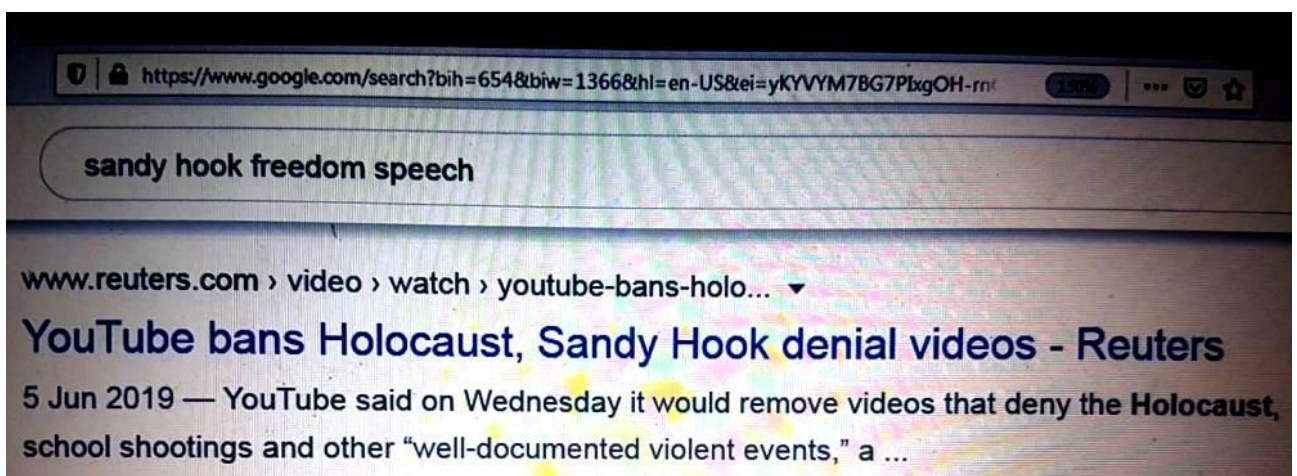 https://www.google.com/search?bih=654&biw=1366&hl=en-US&ei=yKYVYM7BG7PIxgOH-rn 150%
sandy hook freedom speech
www.reuters.com › video › watch › youtube-bans-holo...
YouTube bans Holocaust, Sandy Hook denial videos - Reuters
5 Jun 2019 — YouTube said on Wednesday it would remove videos that deny the Holocaust,
school shootings and other “well-documented violent events,” a ...